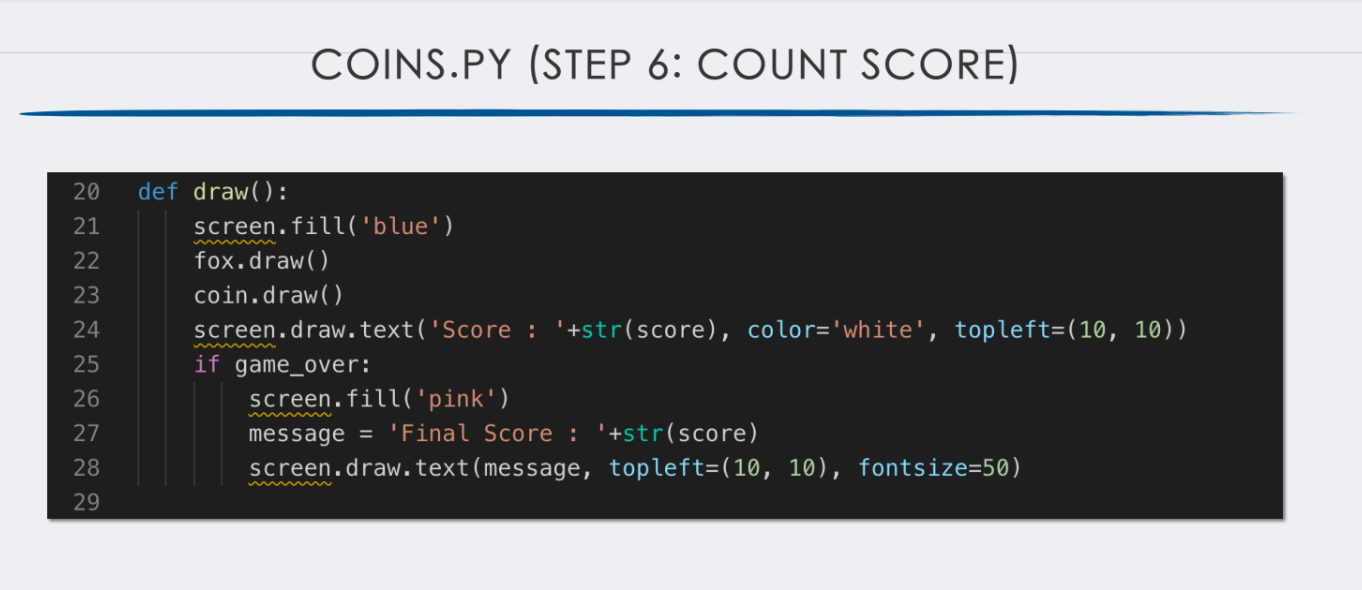 COINS.PY (STEP 6: COUNT SCORE)
20 def draw():
21     screen.fill('blue')
22     fox.draw()
23     coin.draw()
24     screen.draw.text('Score : '+str(score), color='white', topleft=(10, 10))
25     if game_over:
26         screen.fill('pink')
27         message = 'Final Score : '+str(score)
28         screen.draw.text(message, topleft=(10, 10), fontsize=50)
29